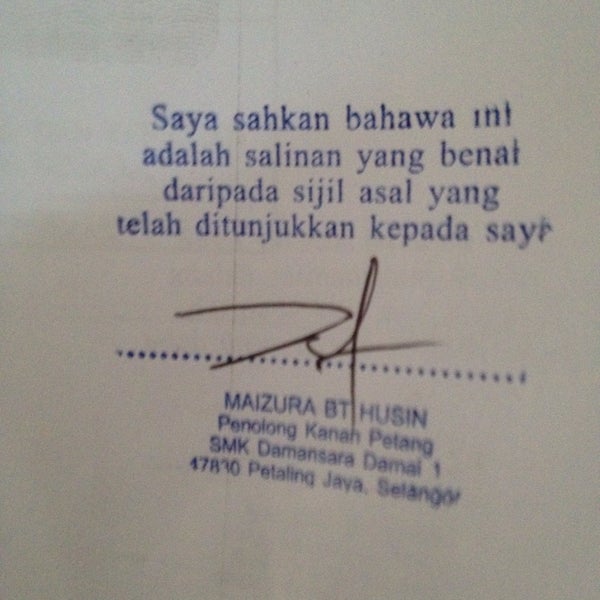 Saya sahkan bahawa ini
adalah salinan yang benar
daripada sijil asal yang
telah ditunjukkan kepada saya
MAIZURA BT HUSIN
Penolong Kanan Petang
SMK Damansara Damai 1
47830 Petaling Jaya, Selangor